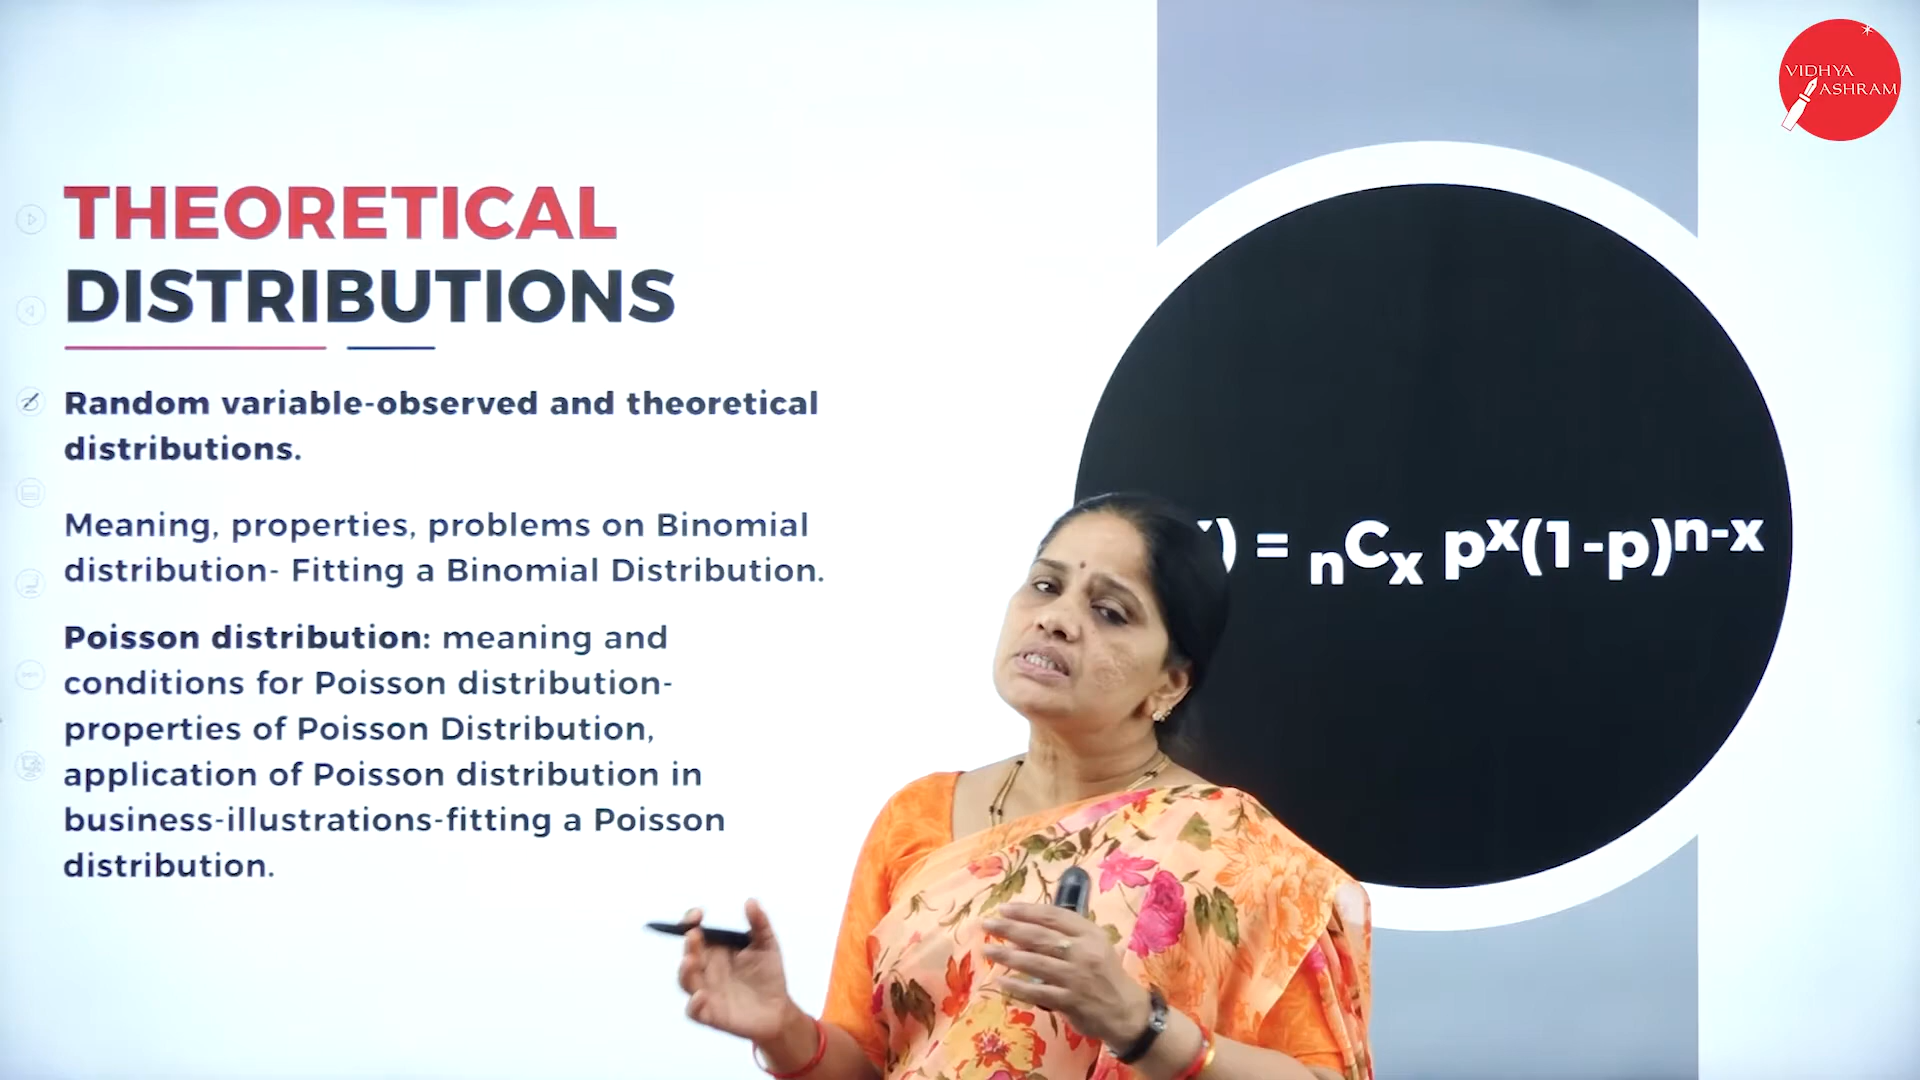 VIDHYA
ASHRAM
THEORETICAL
DISTRIBUTIONS
Random variable-observed and theoretical
distributions.
Meaning, properties, problems on Binomial
distribution- Fitting a Binomial Distribution.
Poisson distribution: meaning and
conditions for Poisson distribution-
properties of Poisson Distribution,
application of Poisson distribution in
business-illustrations-fitting a Poisson
distribution.
) = nCx px(1-p)n-x